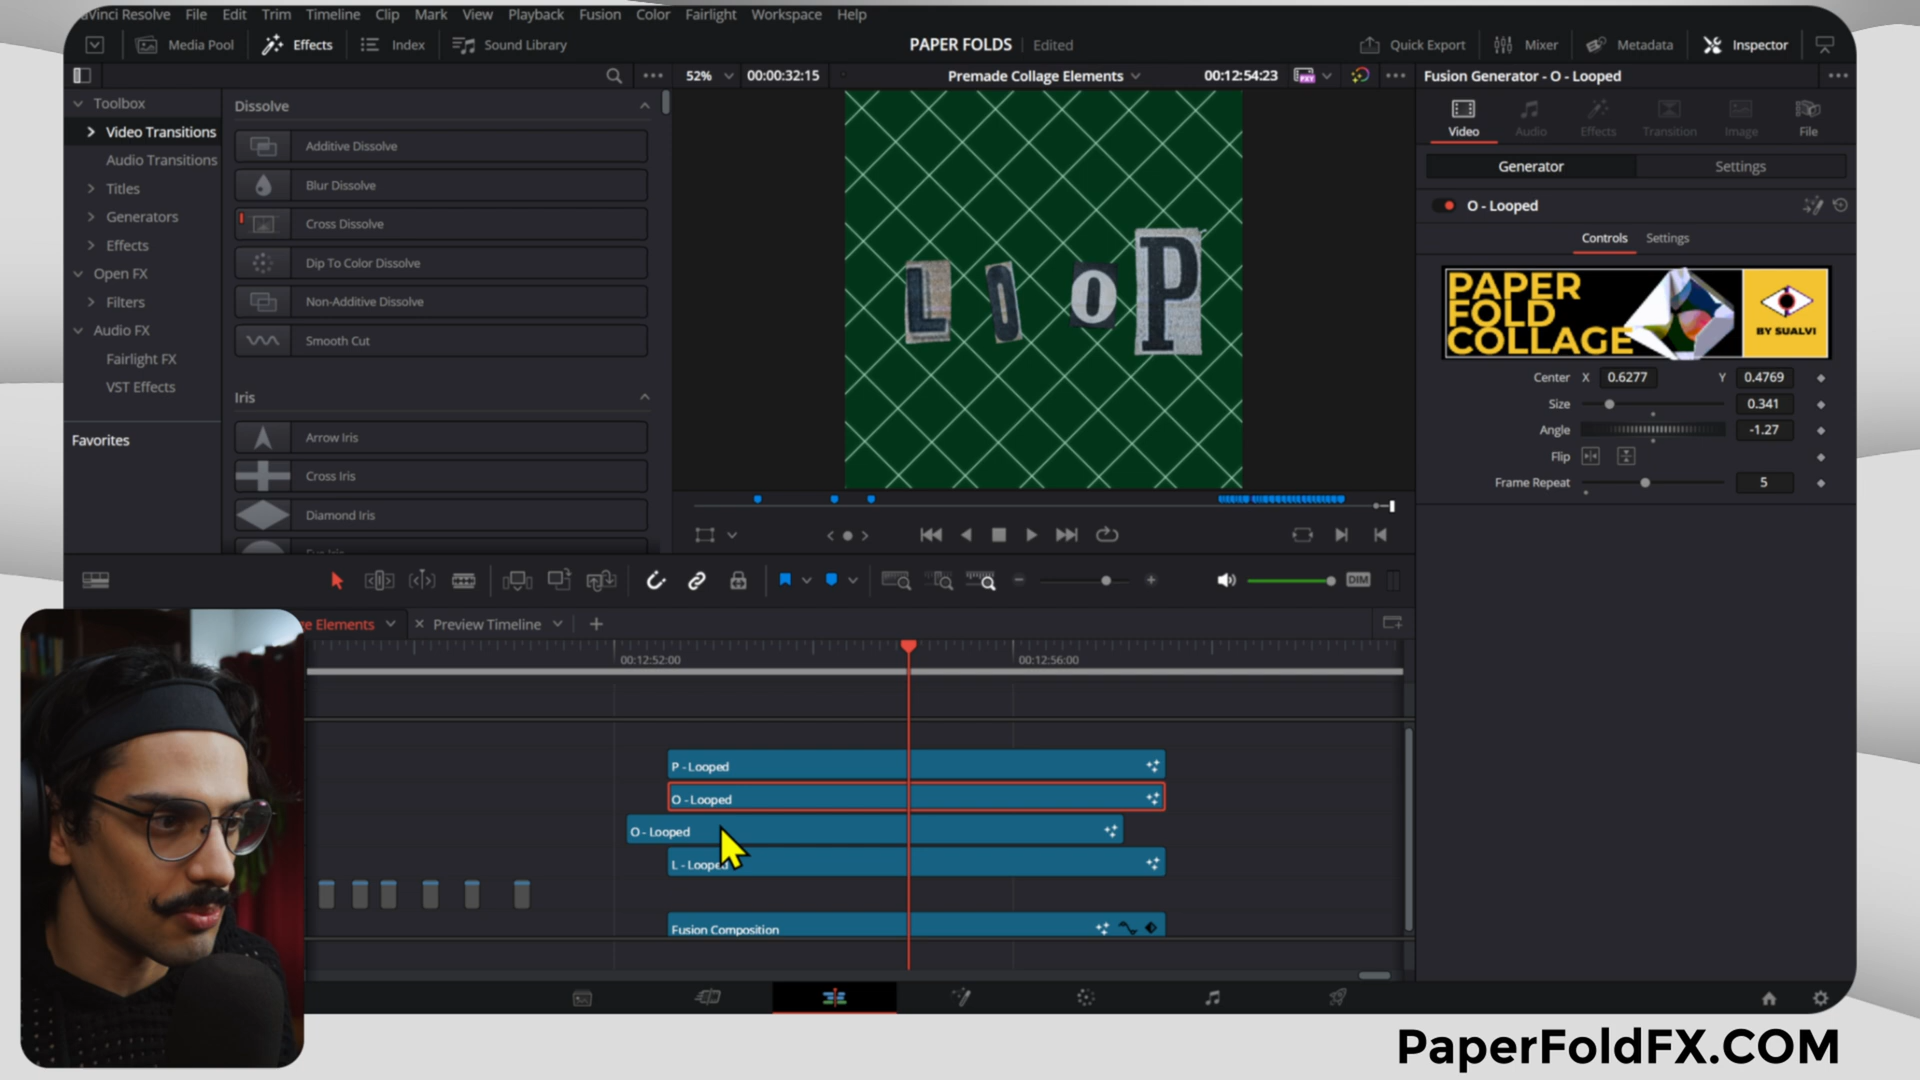 DaVinci Resolve File Edit Trim Timeline Clip Mark View Playback Fusion Color Fairlight Workspace Help
Media Pool Effects Index Sound Library PAPER FOLDS Edited Quick Export Mixer Metadata Inspector
52% 00:00:32:15 Premade Collage Elements 00:12:54:23 Fusion Generator - O - Looped
Toolbox
Video Transitions
Audio Transitions
Titles
Generators
Effects
Open FX
Filters
Audio FX
Fairlight FX
VST Effects
Favorites
Dissolve
Additive Dissolve
Blur Dissolve
Cross Dissolve
Dip To Color Dissolve
Non-Additive Dissolve
Smooth Cut
Iris
Arrow Iris
Cross Iris
Diamond Iris
L O O P
Video Audio Effects Transition Image File
Generator Settings
O - Looped
Controls Settings
PAPER
FOLD
COLLAGE
BY SUALVI
Center X 0.6277 Y 0.4769
Size 0.341
Angle -1.27
Flip
Frame Repeat 5
DIM
e Elements Preview Timeline
00:12:52:00 00:12:56:00
P - Looped
O - Looped
O - Looped
L - Looped
Fusion Composition
PaperFoldFX.COM